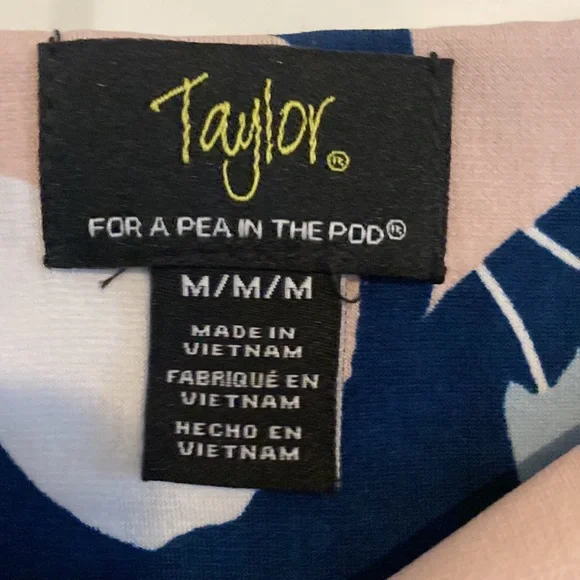 Taylor®
FOR A PEA IN THE POD®
M/M/M
MADE IN
VIETNAM
FABRIQUÉ EN
VIETNAM
HECHO EN
VIETNAM